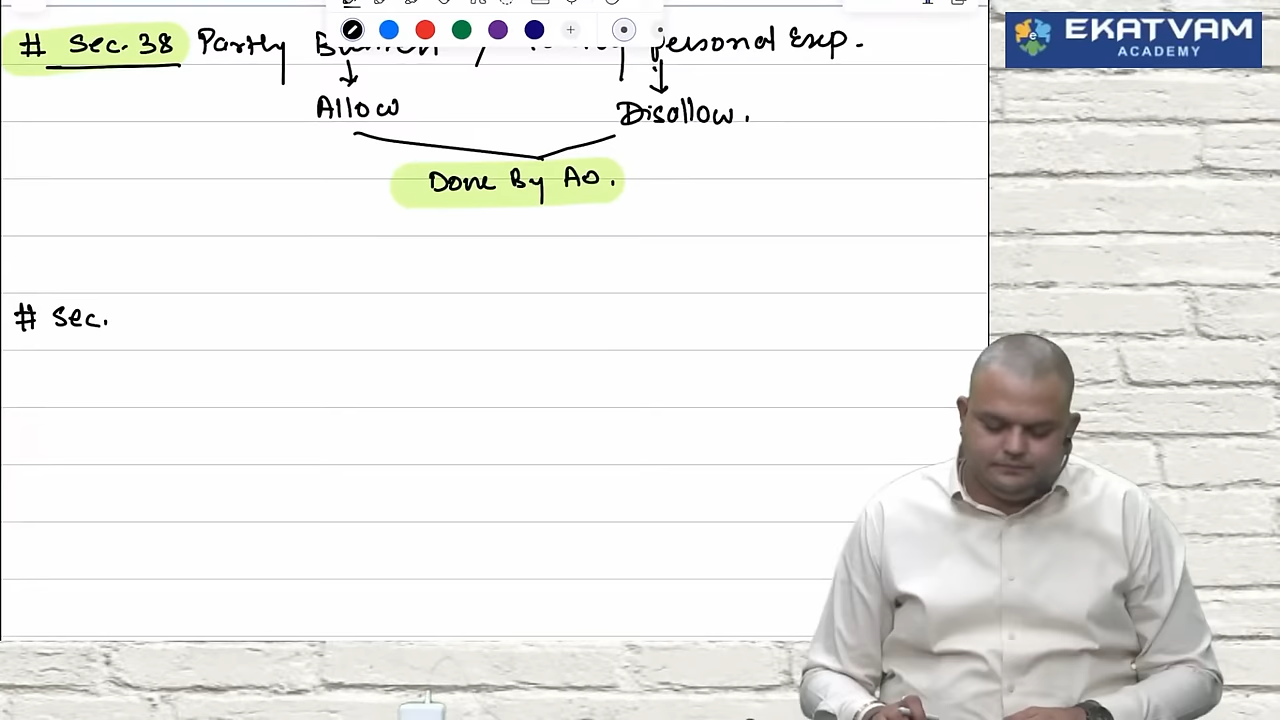 # Sec. 38 Partly / Personal Exp.
Allow Disallow.
Done By AO.
# Sec.
EKATVAM
ACADEMY